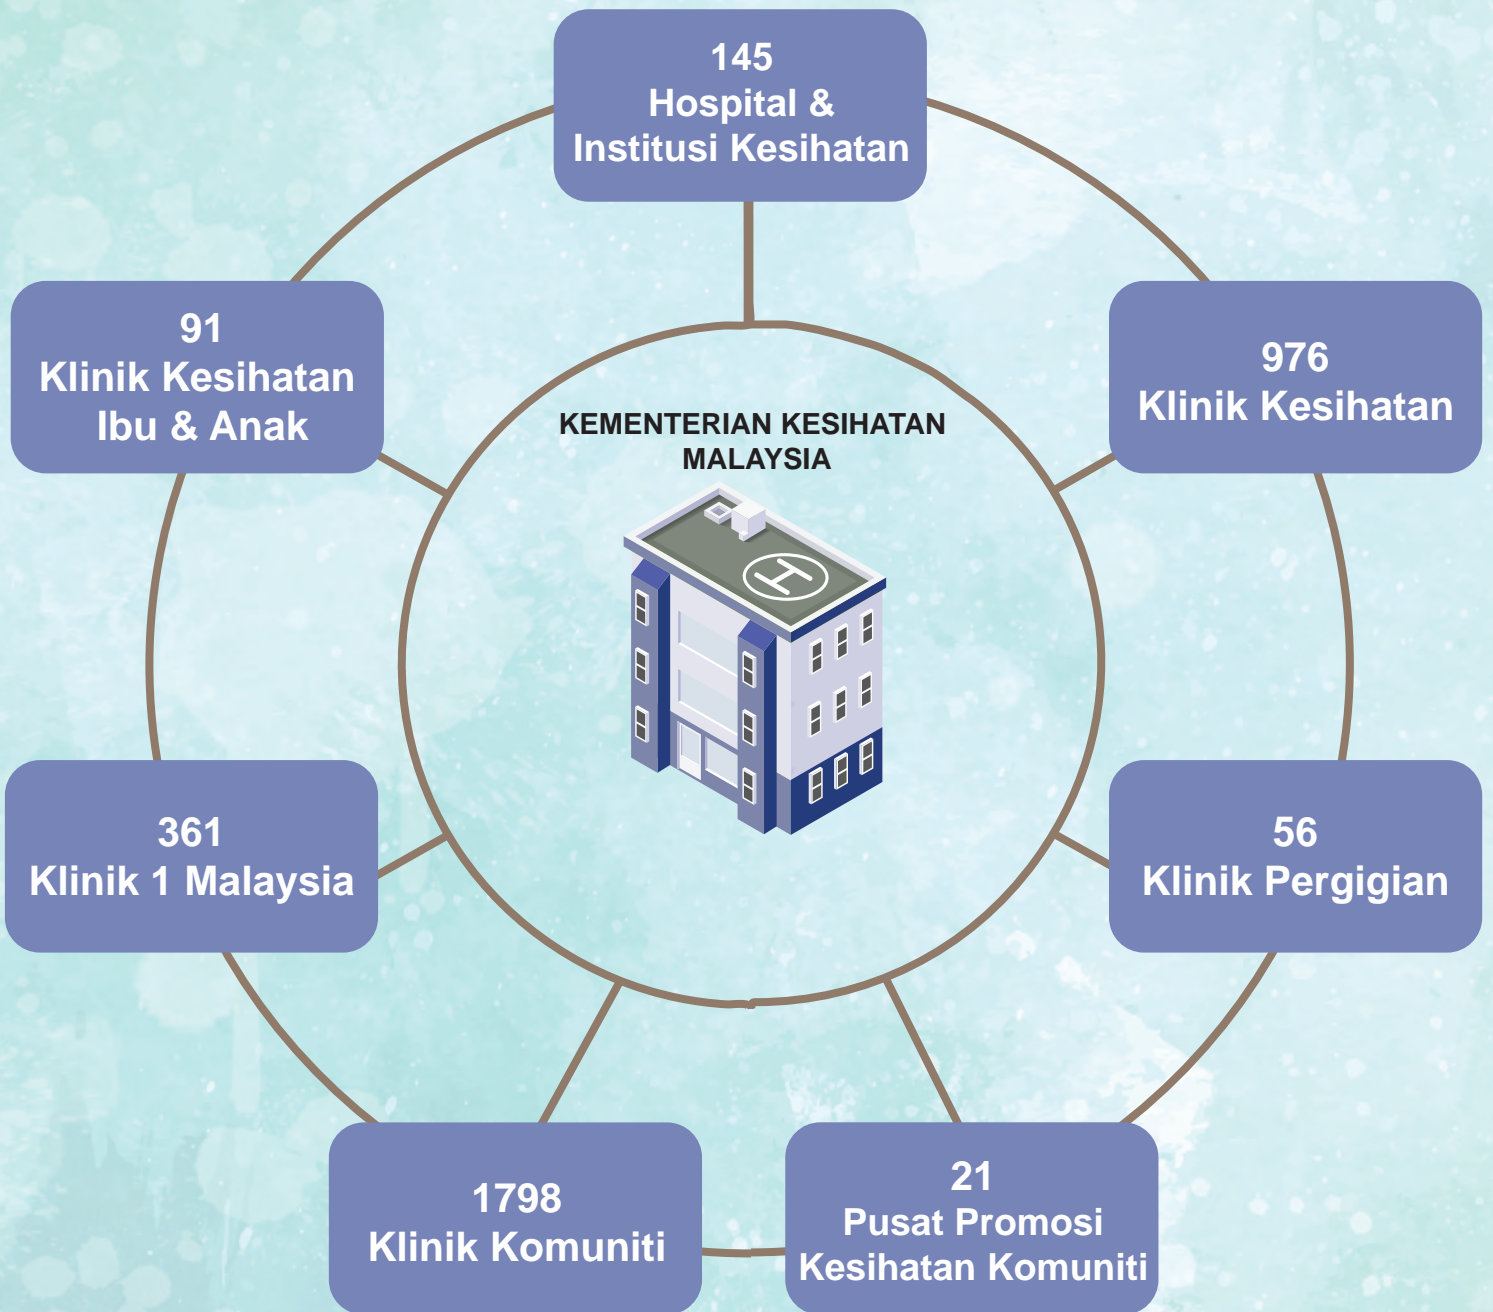 145
Hospital &
Institusi Kesihatan
91
Klinik Kesihatan
Ibu & Anak
976
Klinik Kesihatan
KEMENTERIAN KESIHATAN
MALAYSIA
H
361
Klinik 1 Malaysia
56
Klinik Pergigian
1798
Klinik Komuniti
21
Pusat Promosi
Kesihatan Komuniti